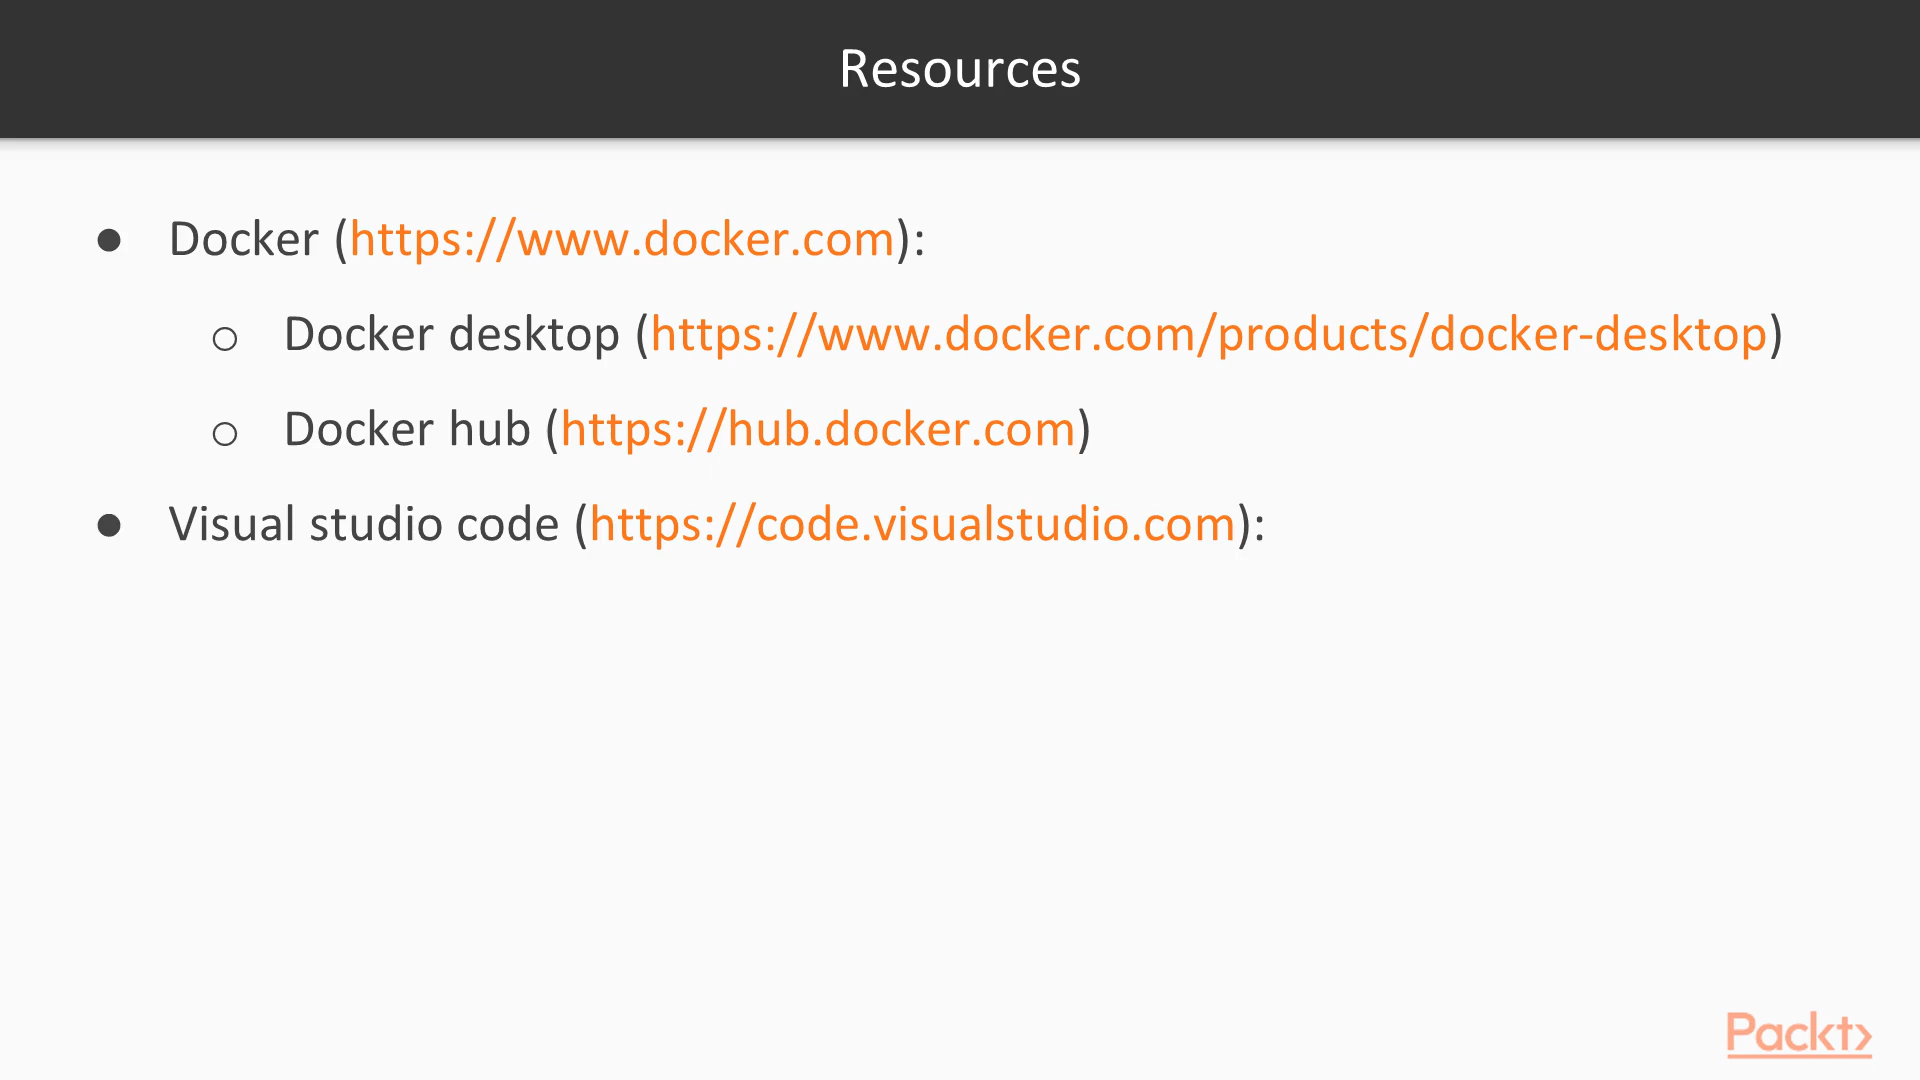 Resources
● Docker (https://www.docker.com):
○ Docker desktop (https://www.docker.com/products/docker-desktop)
○ Docker hub (https://hub.docker.com)
● Visual studio code (https://code.visualstudio.com):
Packt>